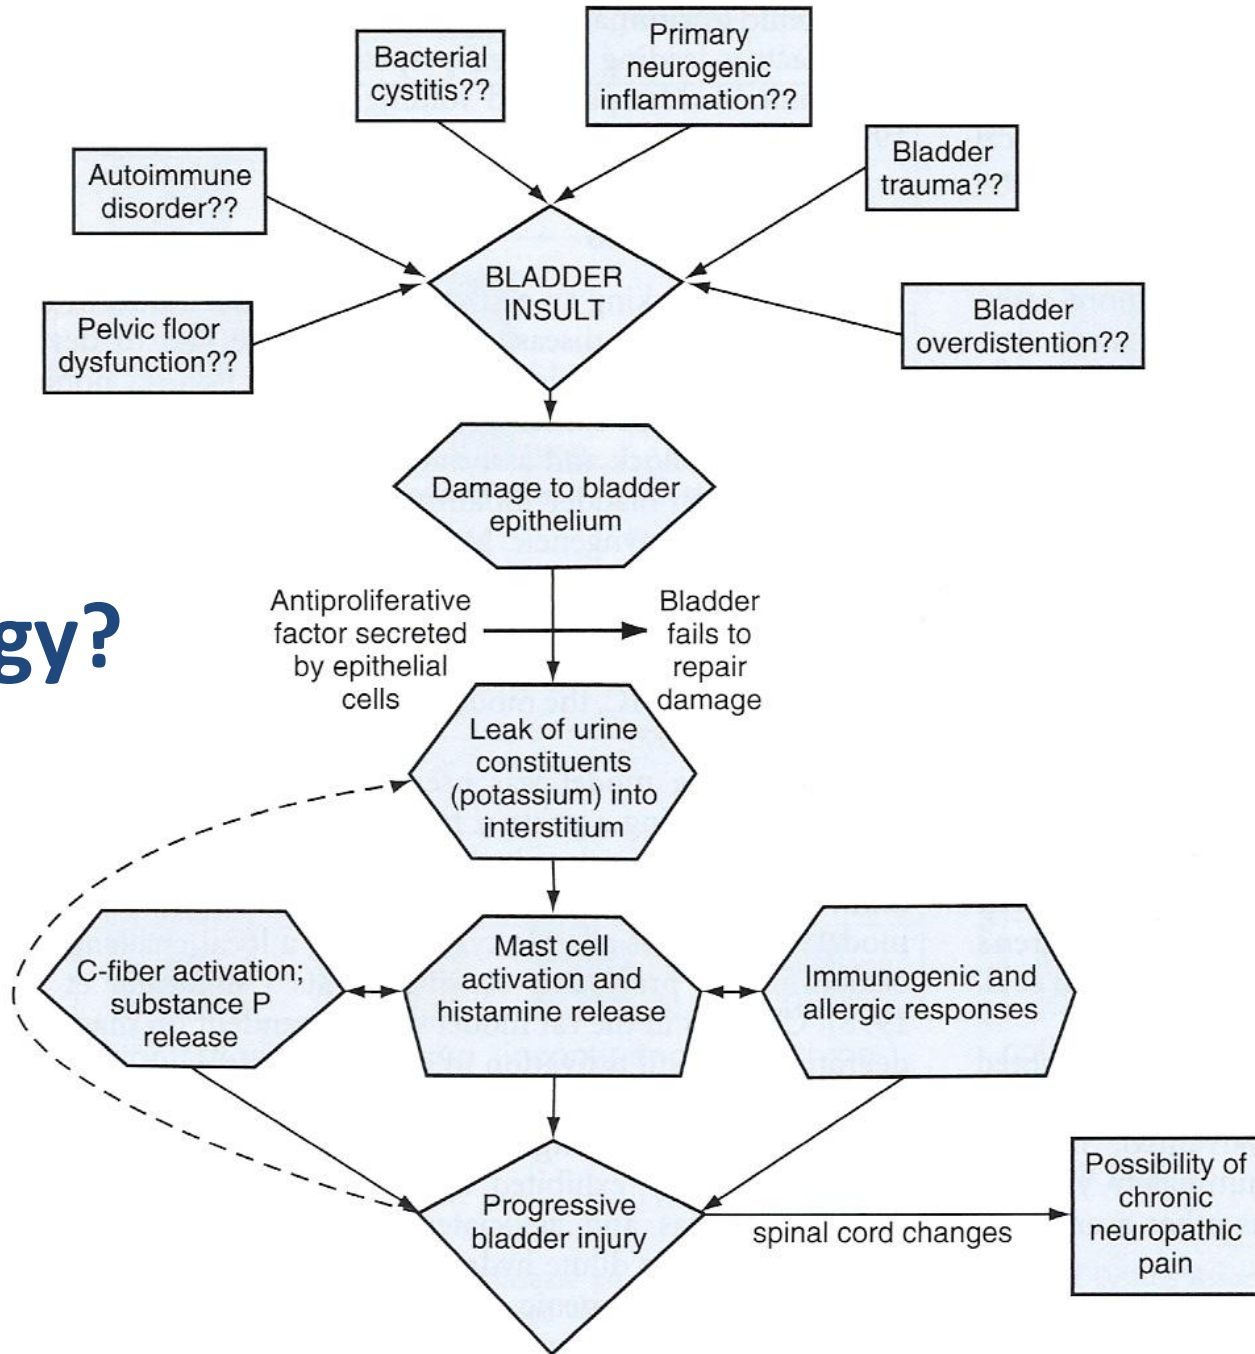 Bacterial
cystitis??
Primary
neurogenic
inflammation??
Autoimmune
disorder??
Bladder
trauma??
BLADDER
INSULT
Pelvic floor
dysfunction??
Bladder
overdistention??
Damage to bladder
epithelium
Antiproliferative
factor secreted
by epithelial
cells
Bladder
fails to
repair
damage
gy?
Leak of urine
constituents
(potassium) into
interstitium
C-fiber activation;
substance P
release
Mast cell
activation and
histamine release
Immunogenic and
allergic responses
Progressive
bladder injury
spinal cord changes
Possibility of
chronic
neuropathic
pain